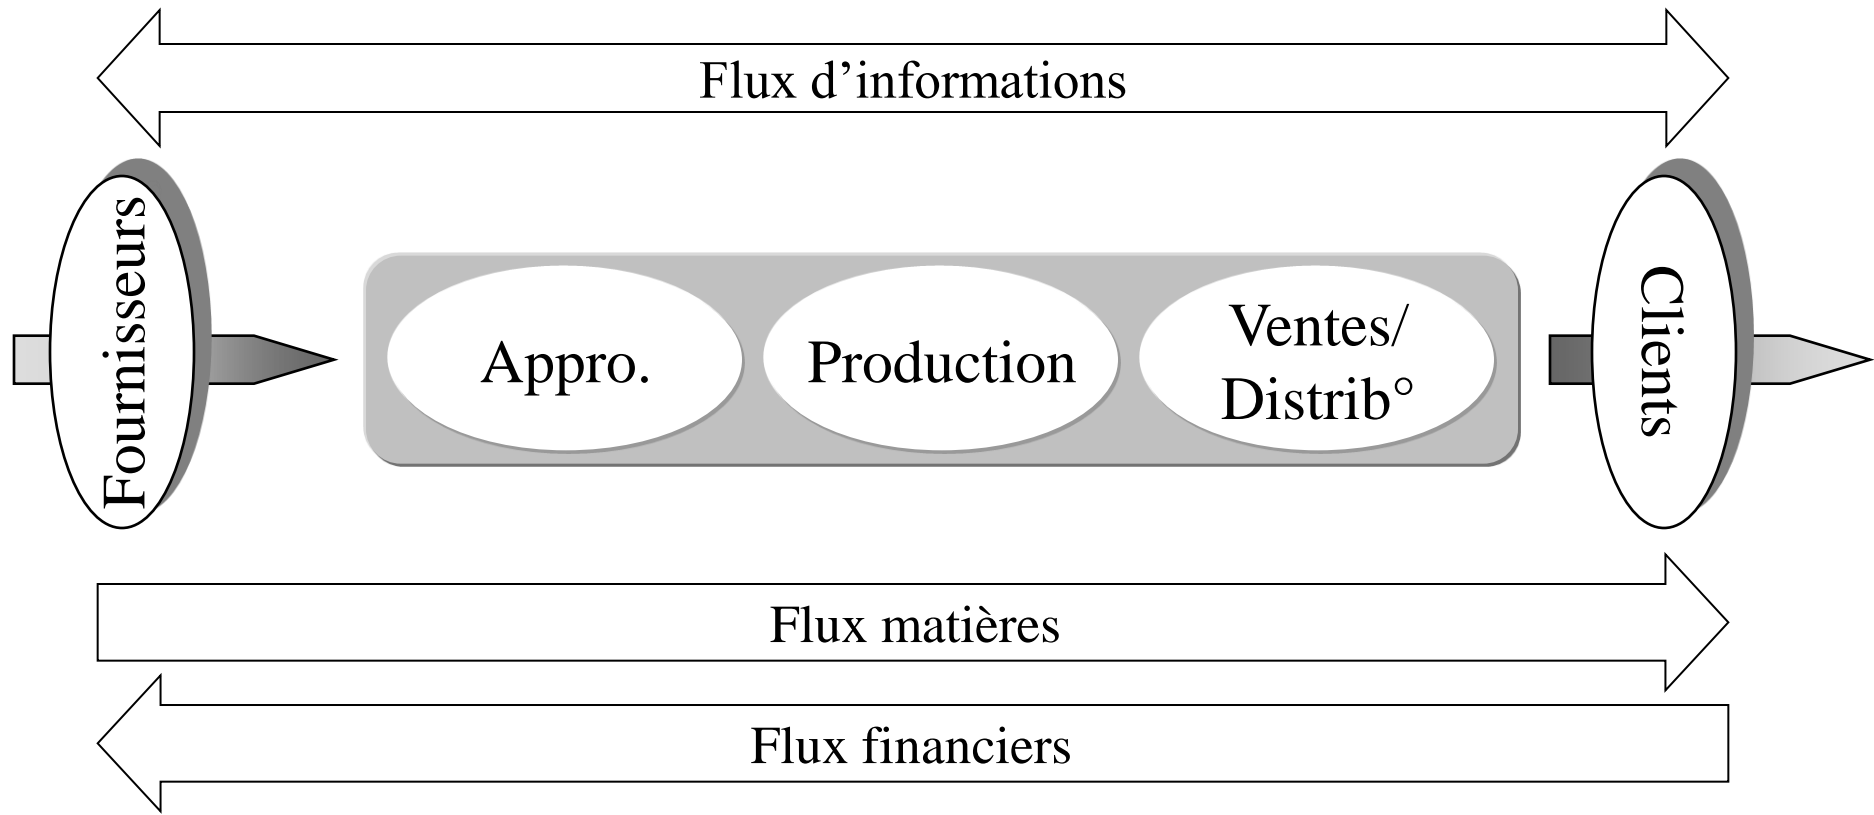 Flux d’informations
Fournisseurs
Appro.
Production
Ventes/
Distrib°
Clients
Flux matières
Flux financiers